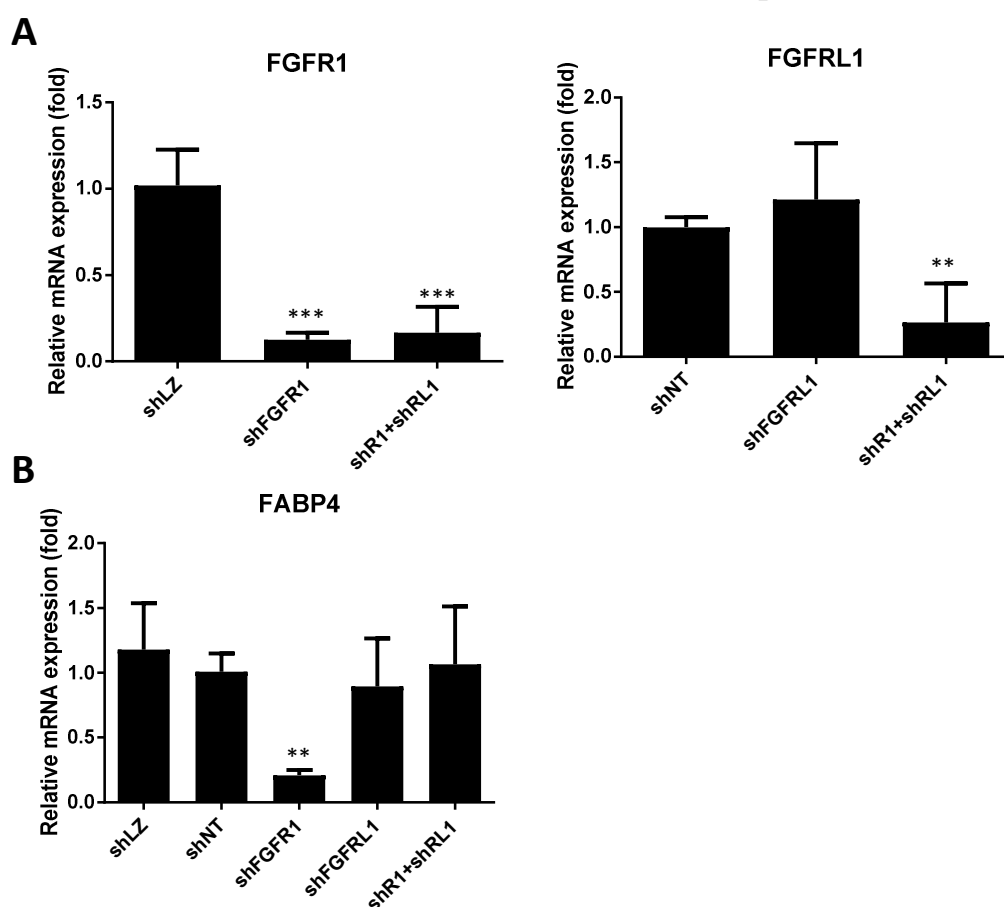 A
FGFR1
Relative mRNA expression (fold)
1.5
1.0
0.5
0.0
***
***
shLZ
shFGFR1
shR1+shRL1
FGFRL1
Relative mRNA expression (fold)
2.0
1.5
1.0
0.5
0.0
**
shNT
shFGFRL1
shR1+shRL1
B
FABP4
Relative mRNA expression (fold)
2.0
1.5
1.0
0.5
0.0
**
shLZ
shNT
shFGFR1
shFGFRL1
shR1+shRL1